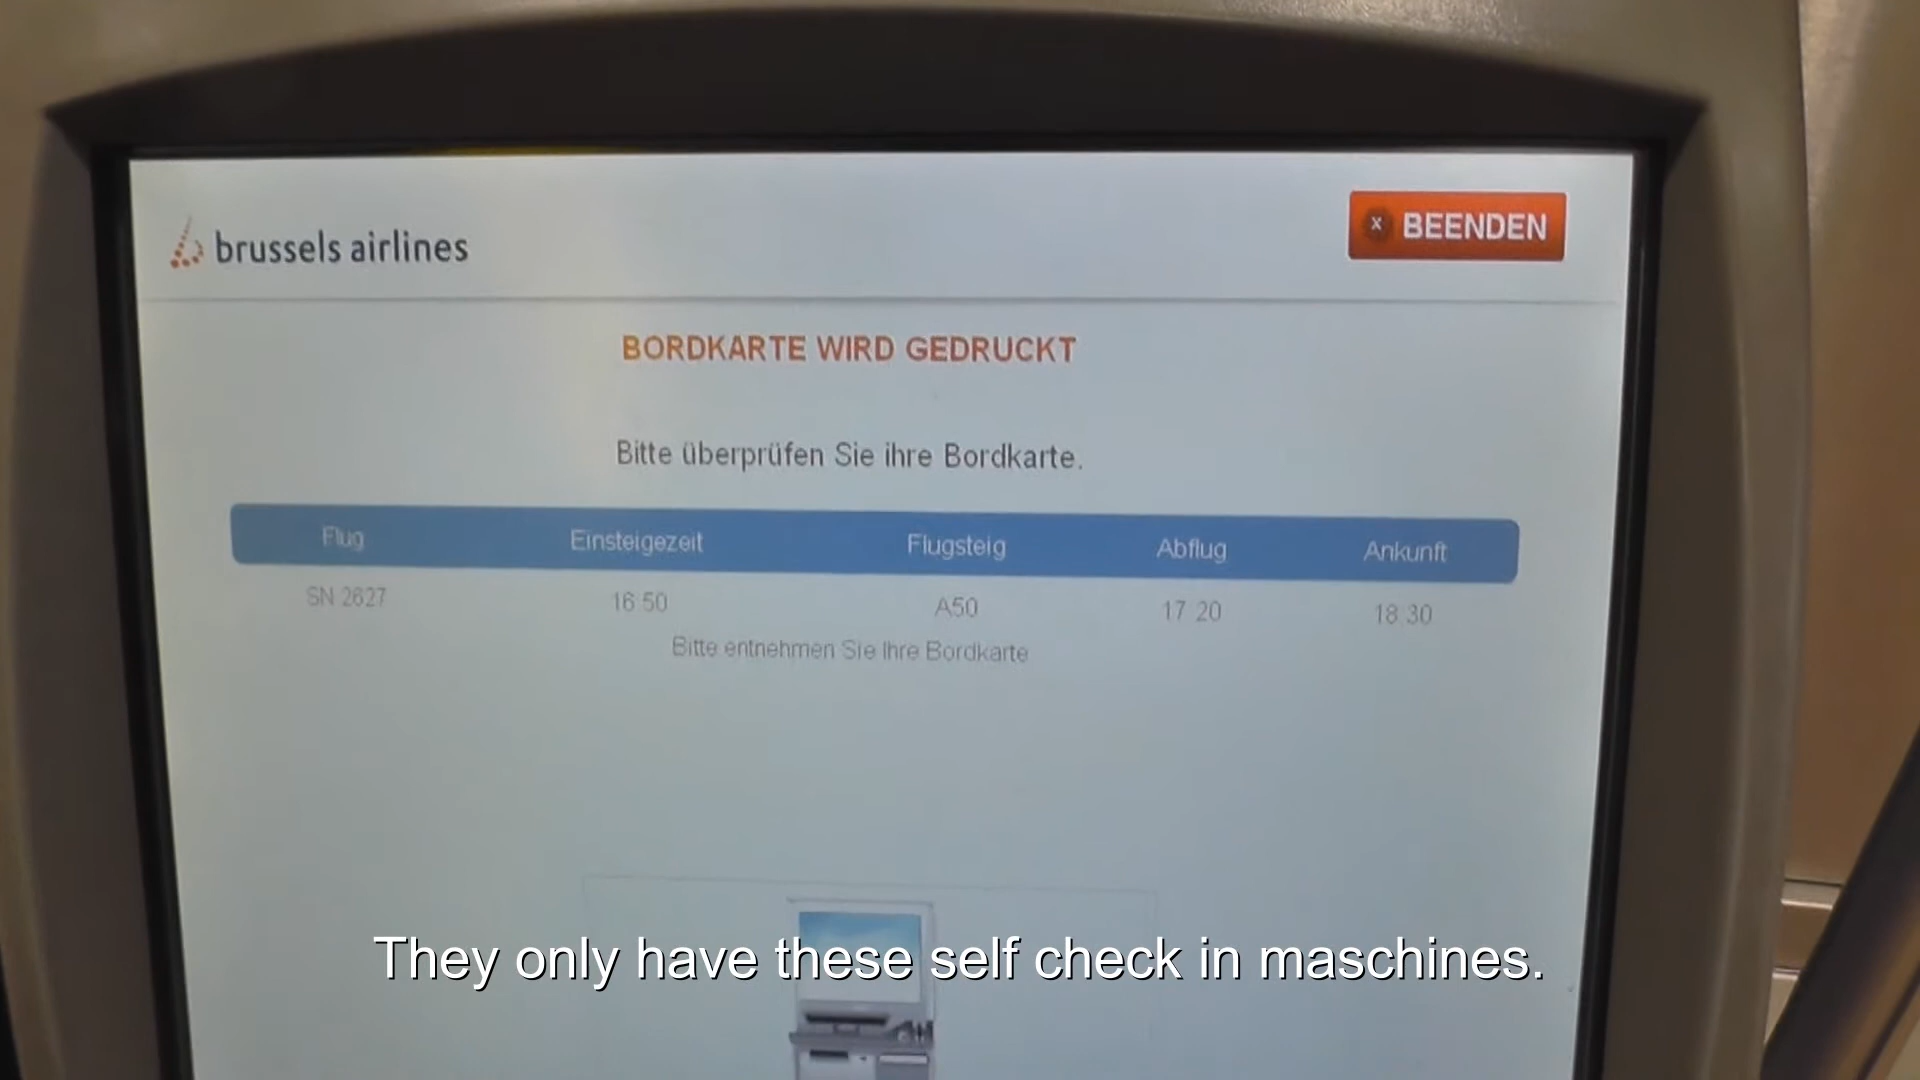 brussels airlines
x BEENDEN
BORDKARTE WIRD GEDRUCKT
Bitte überprüfen Sie ihre Bordkarte.
Flug Einsteigezeit Flugsteig Abflug Ankunft
SN 2627 16:50 A50 17:20 18:30
Bitte entnehmen Sie Ihre Bordkarte
They only have these self check in maschines.